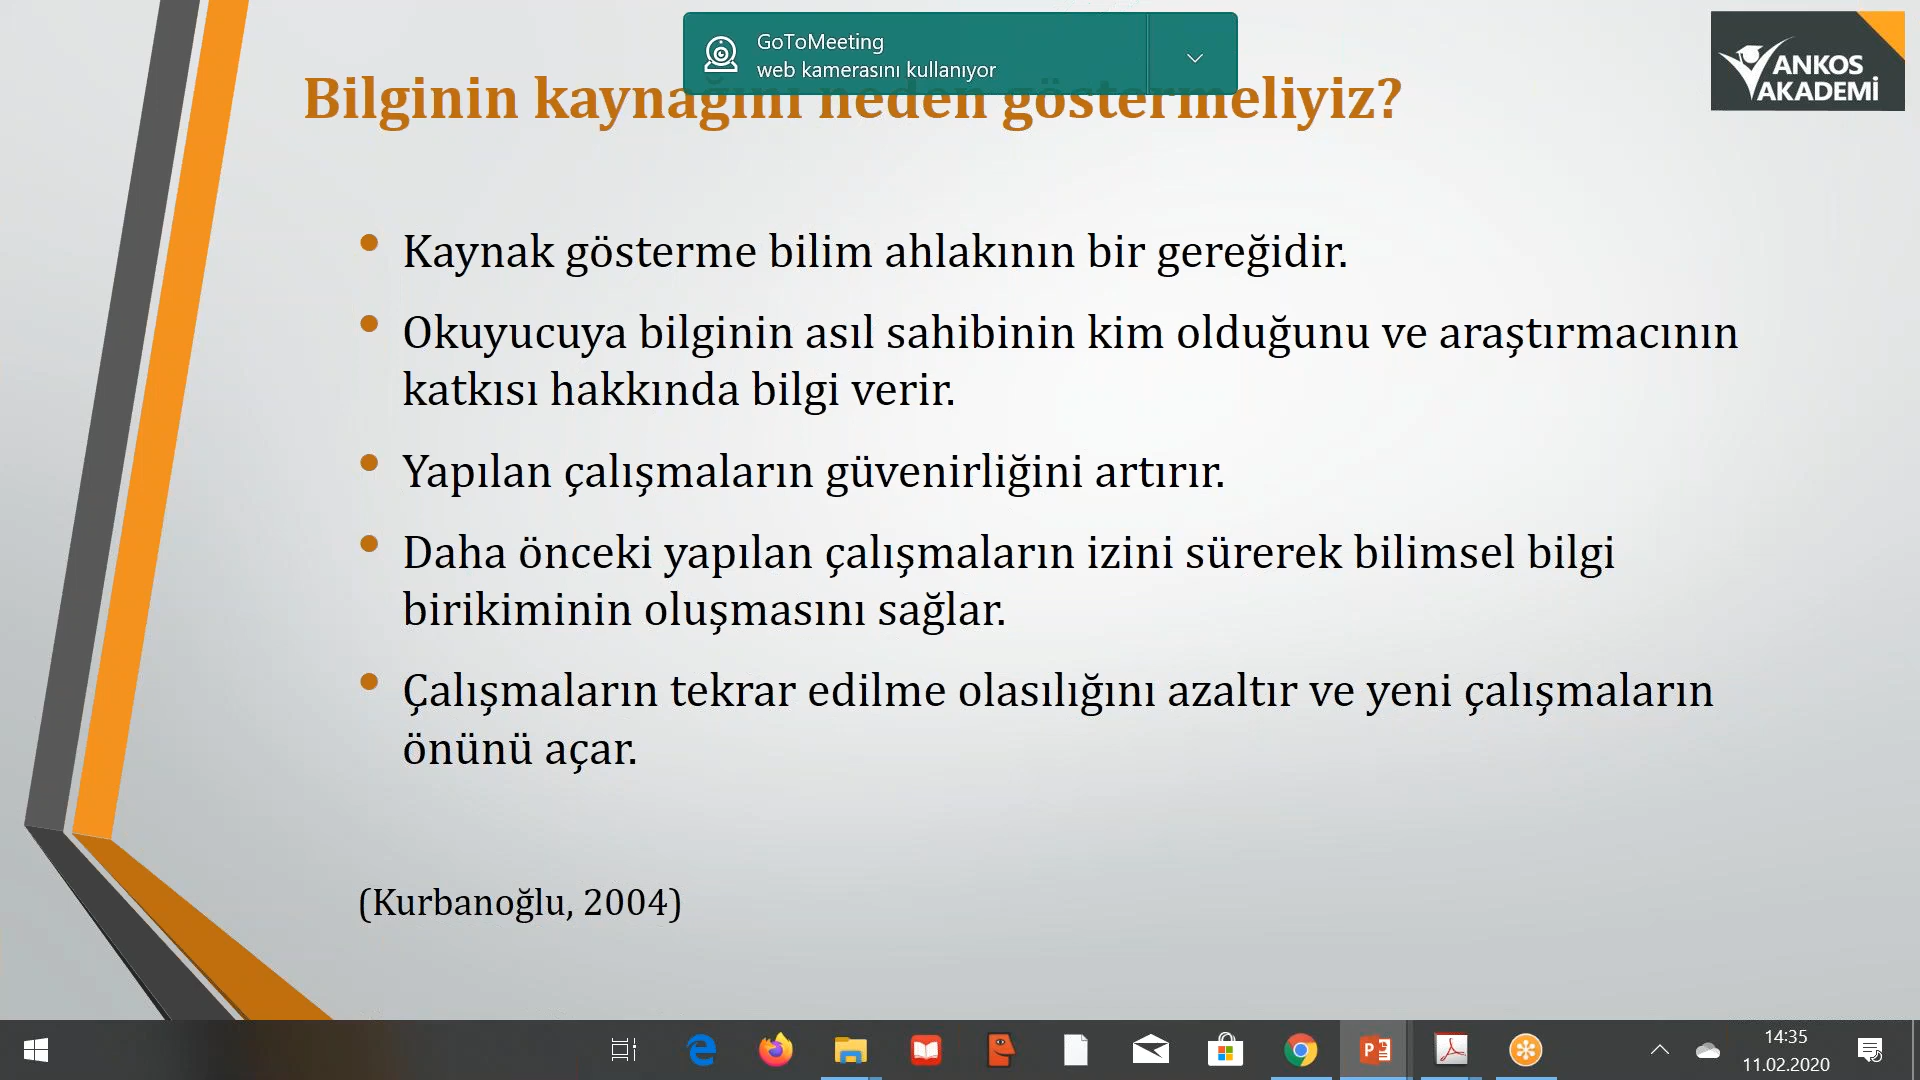 GoToMeeting
web kamerasını kullanıyor
ANKOS
AKADEMİ
Bilginin kaynağını neden göstermeliyiz?
• Kaynak gösterme bilim ahlakının bir gereğidir.
• Okuyucuya bilginin asıl sahibinin kim olduğunu ve araştırmacının
katkısı hakkında bilgi verir.
• Yapılan çalışmaların güvenirliğini artırır.
• Daha önceki yapılan çalışmaların izini sürerek bilimsel bilgi
birikiminin oluşmasını sağlar.
• Çalışmaların tekrar edilme olasılığını azaltır ve yeni çalışmaların
önünü açar.
(Kurbanoğlu, 2004)
14:35
11.02.2020